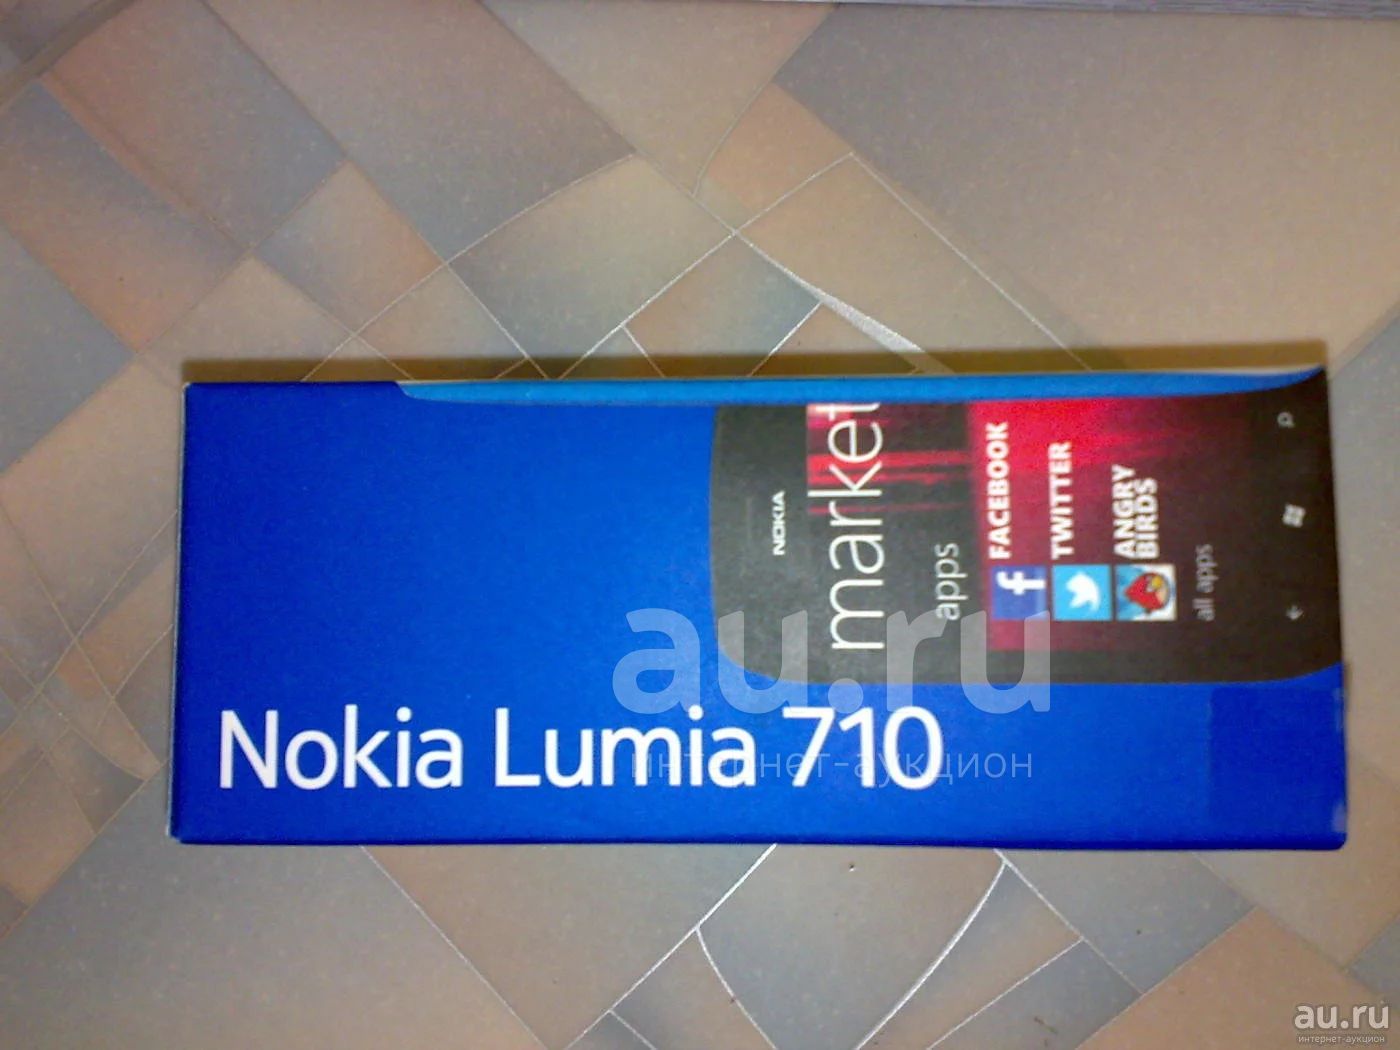 NOKIA
market
apps
FACEBOOK
TWITTER
ANGRY
BIRDS
all apps
Nokia Lumia 710
au.ru
интернет-аукцион
au.ru
интернет-аукцион